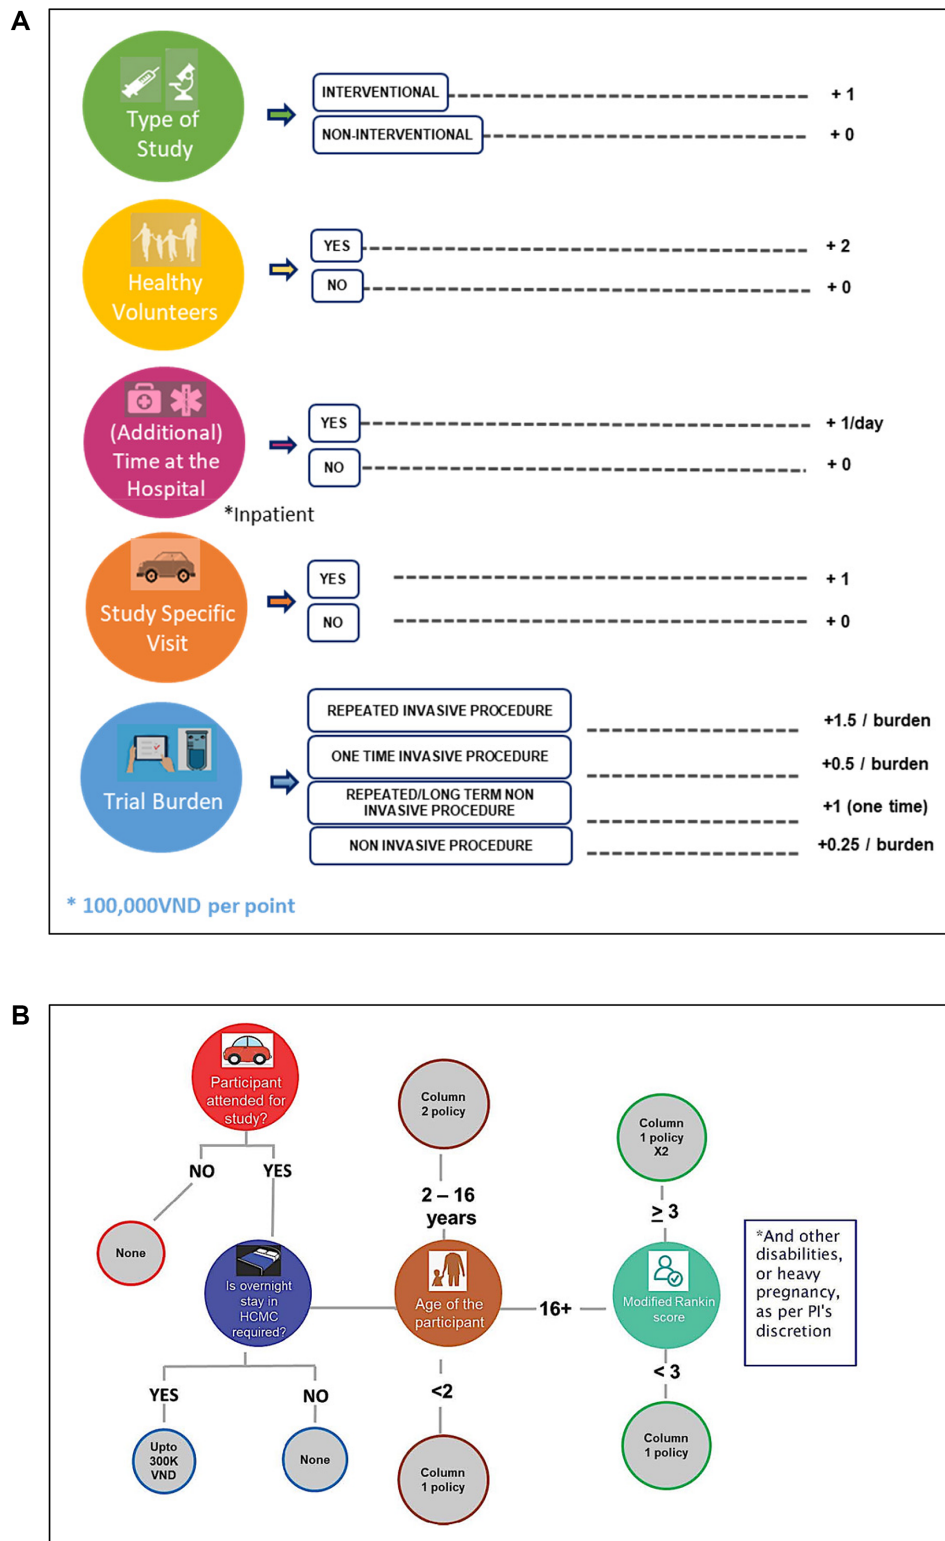 A
Type of
Study
INTERVENTIONAL
+ 1
NON-INTERVENTIONAL
+ 0
Healthy
Volunteers
YES
+ 2
NO
+ 0
(Additional)
Time at the
Hospital
*Inpatient
YES
+ 1/day
NO
+ 0
Study Specific
Visit
YES
+ 1
NO
+ 0
Trial Burden
REPEATED INVASIVE PROCEDURE
+1.5 / burden
ONE TIME INVASIVE PROCEDURE
+0.5 / burden
REPEATED/LONG TERM NON
INVASIVE PROCEDURE
+1 (one time)
NON INVASIVE PROCEDURE
+0.25 / burden
* 100,000VND per point
B
Participant
attended for
study?
NO
YES
None
Is overnight
stay in
HCMC
required?
YES
NO
Upto
300K
VND
None
Column
2 policy
2 – 16
years
Age of the
participant
<2
Column
1 policy
16+
Column
1 policy
X2
≥ 3
Modified Rankin
score
< 3
Column
1 policy
*And other
disabilities,
or heavy
pregnancy,
as per PI's
discretion